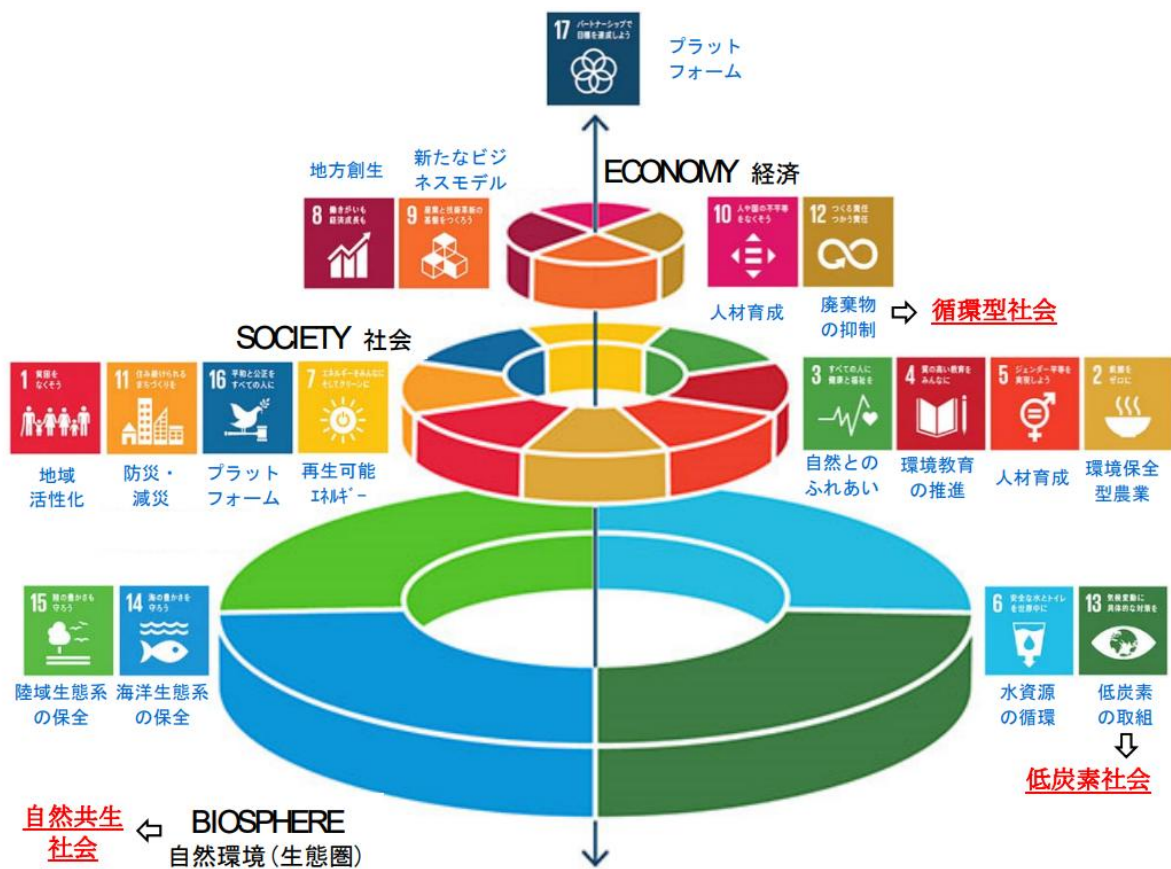 17 パートナーシップで
目標を達成しよう
プラット
フォーム
ECONOMY 経済
地方創生
新たなビジ
ネスモデル
8 働きがいも
経済成長も
9 産業と技術革新の
基盤をつくろう
10 人や国の不平等
をなくそう
12 つくる責任
つかう責任
人材育成
廃棄物
の抑制
⇨ 循環型社会
SOCIETY 社会
1 貧困を
なくそう
11 住み続けられる
まちづくりを
16 平和と公正を
すべての人に
7 エネルギーをみんなに
そしてクリーンに
3 すべての人に
健康と福祉を
4 質の高い教育を
みんなに
5 ジェンダー平等を
実現しよう
2 飢餓を
ゼロに
地域
活性化
防災・
減災
プラット
フォーム
再生可能
エネルギー
自然との
ふれあい
環境教育
の推進
人材育成
環境保全
型農業
15 陸の豊かさも
守ろう
14 海の豊かさを
守ろう
6 安全な水とトイレ
を世界中に
13 気候変動に
具体的な対策を
陸域生態系
の保全
海洋生態系
の保全
水資源
の循環
低炭素
の取組
低炭素社会
自然共生
社会
BIOSPHERE
自然環境(生態圏)